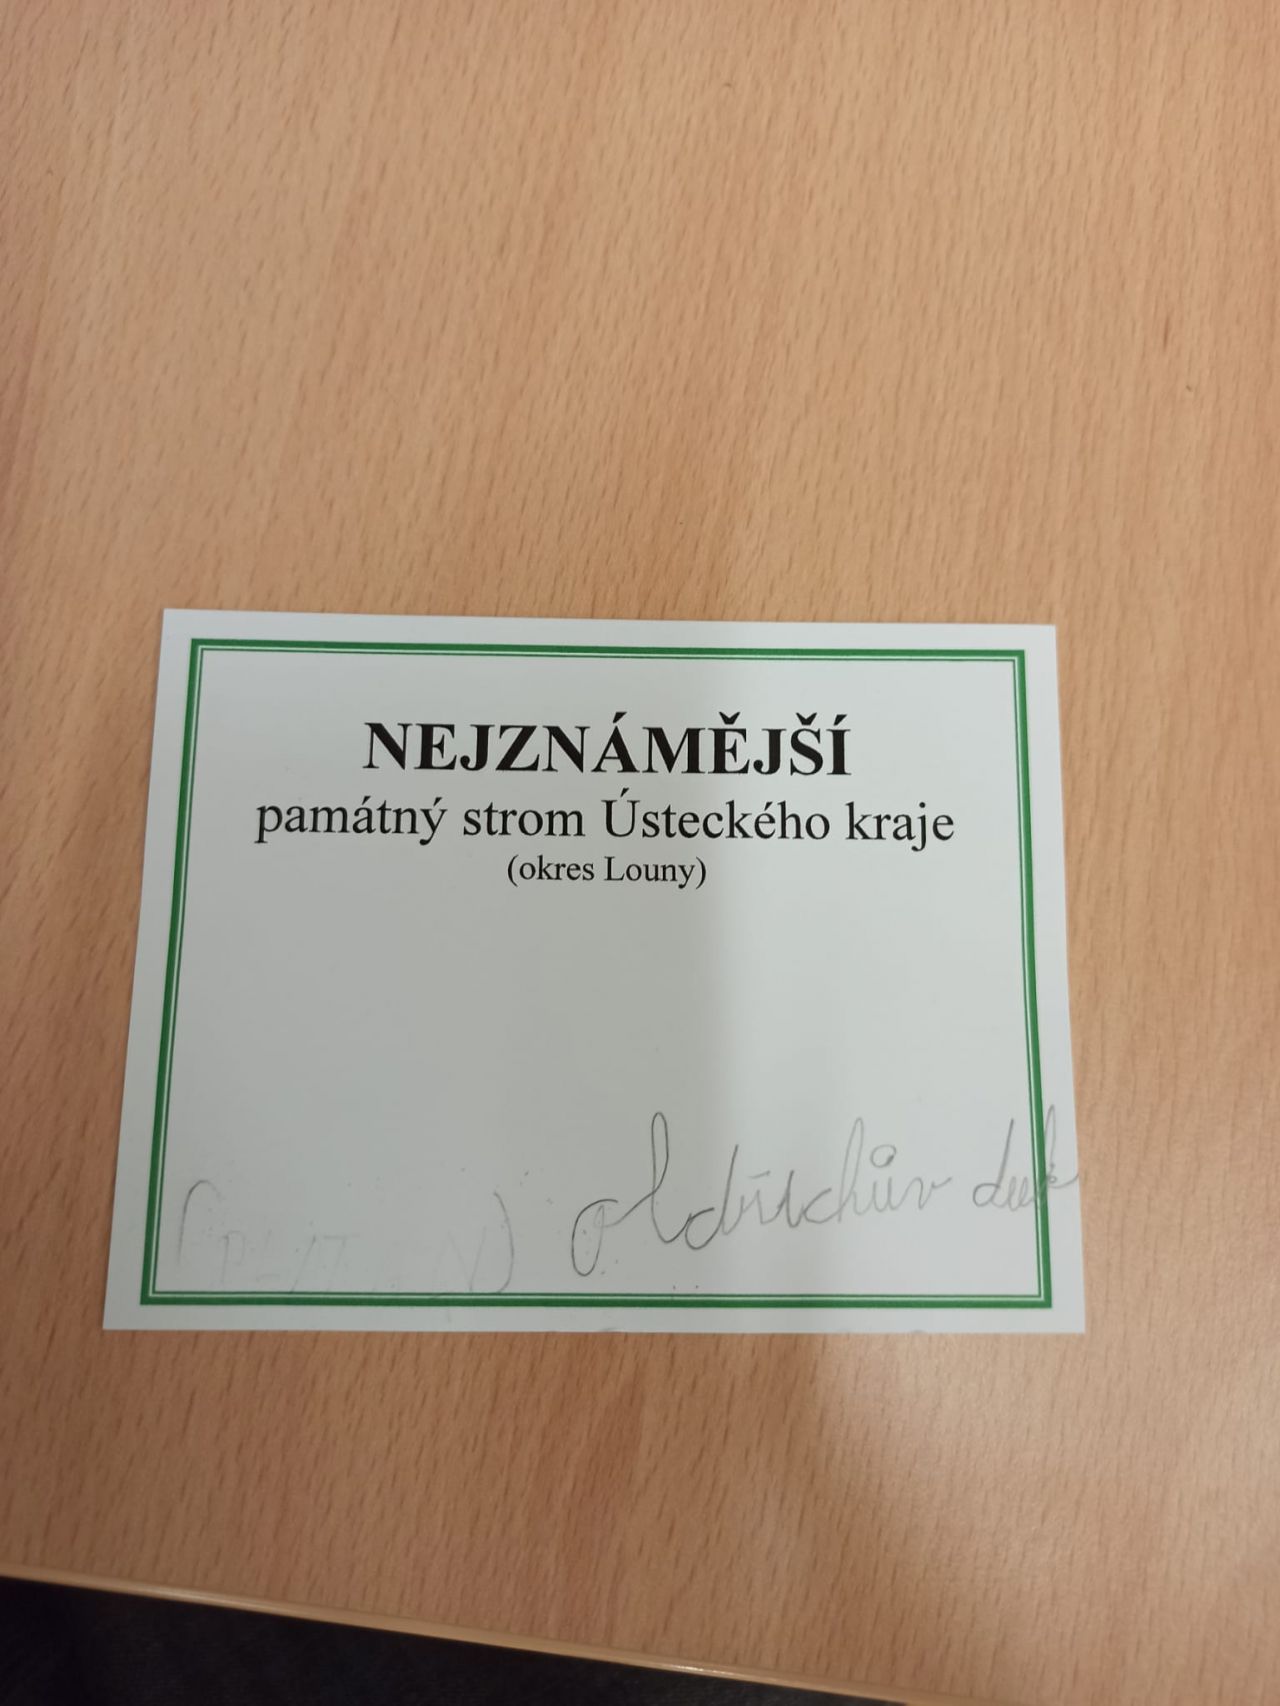 NEJZNÁMĚJŠÍ
památný strom Ústeckého kraje
(okres Louny)
Oldřichův dub